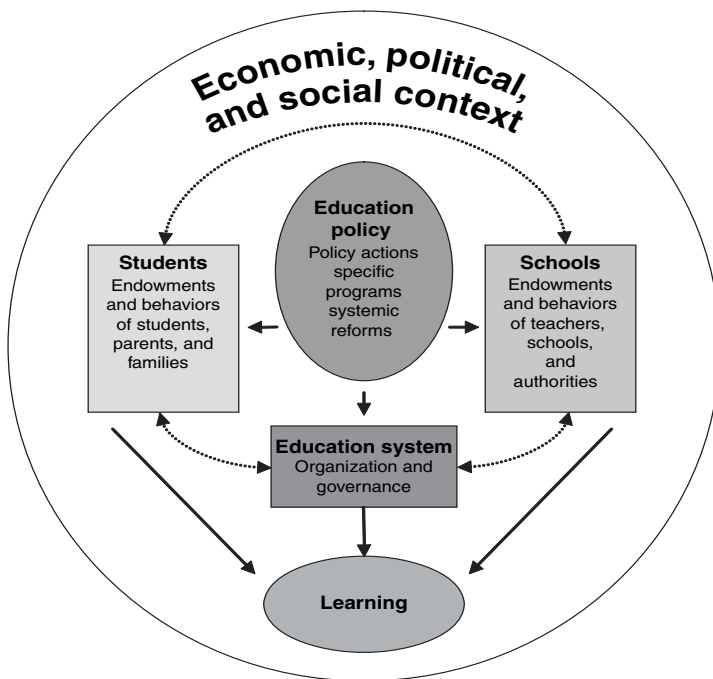 Economic, political,
and social context
Education
policy
Policy actions
specific
programs
systemic
reforms
Students
Endowments
and behaviors
of students,
parents, and
families
Schools
Endowments
and behaviors
of teachers,
schools,
and
authorities
Education system
Organization and
governance
Learning